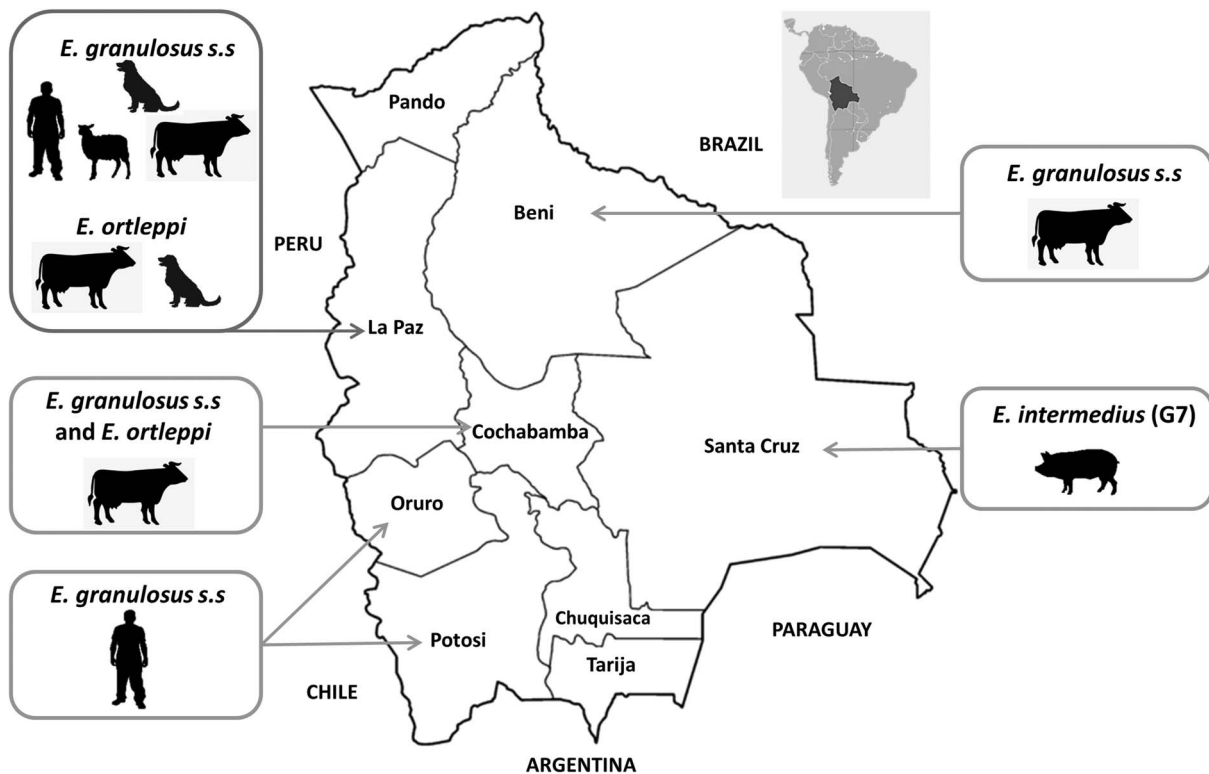 E. granulosus s.s
E. ortleppi
E. granulosus s.s
and E. ortleppi
E. granulosus s.s
Pando
BRAZIL
Beni
PERU
La Paz
Cochabamba
Santa Cruz
Oruro
Potosi
Chuquisaca
Tarija
PARAGUAY
CHILE
ARGENTINA
E. granulosus s.s
E. intermedius (G7)